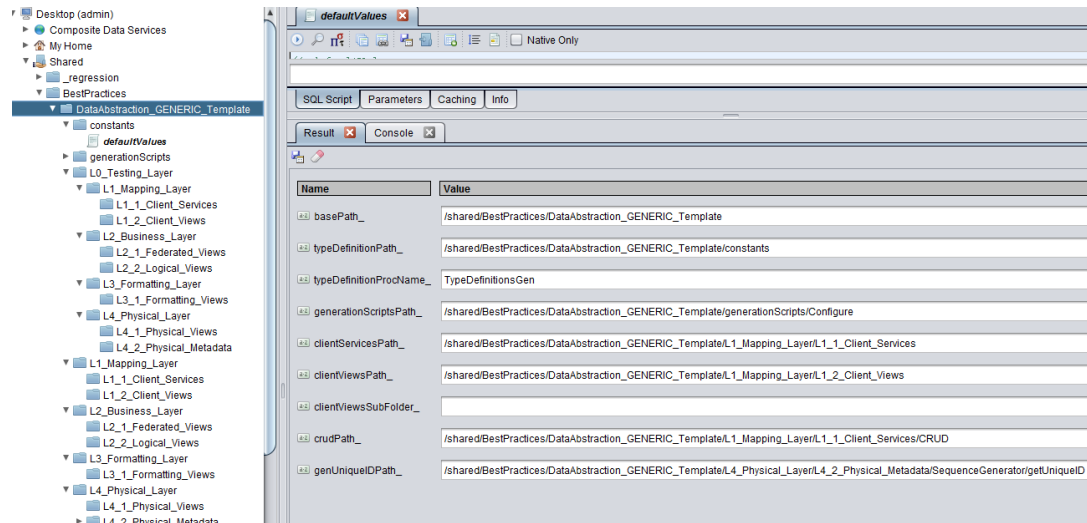 Desktop (admin)
Composite Data Services
My Home
Shared
_regression
BestPractices
DataAbstraction_GENERIC_Template
constants
defaultValues
generationScripts
L0_Testing_Layer
L1_Mapping_Layer
L1_1_Client_Services
L1_2_Client_Views
L2_Business_Layer
L2_1_Federated_Views
L2_2_Logical_Views
L3_Formatting_Layer
L3_1_Formatting_Views
L4_Physical_Layer
L4_1_Physical_Views
L4_2_Physical_Metadata
L1_Mapping_Layer
L1_1_Client_Services
L1_2_Client_Views
L2_Business_Layer
L2_1_Federated_Views
L2_2_Logical_Views
L3_Formatting_Layer
L3_1_Formatting_Views
L4_Physical_Layer
L4_1_Physical_Views
L4_2_Physical_Metadata
defaultValues
Native Only
SQL Script Parameters Caching Info
Result Console
Name Value
basePath_ /shared/BestPractices/DataAbstraction_GENERIC_Template
typeDefinitionPath_ /shared/BestPractices/DataAbstraction_GENERIC_Template/constants
typeDefinitionProcName_ TypeDefinitionsGen
generationScriptsPath_ /shared/BestPractices/DataAbstraction_GENERIC_Template/generationScripts/Configure
clientServicesPath_ /shared/BestPractices/DataAbstraction_GENERIC_Template/L1_Mapping_Layer/L1_1_Client_Services
clientViewsPath_ /shared/BestPractices/DataAbstraction_GENERIC_Template/L1_Mapping_Layer/L1_2_Client_Views
clientViewsSubFolder_
crudPath_ /shared/BestPractices/DataAbstraction_GENERIC_Template/L1_Mapping_Layer/L1_1_Client_Services/CRUD
genUniqueIDPath_ /shared/BestPractices/DataAbstraction_GENERIC_Template/L4_Physical_Layer/L4_2_Physical_Metadata/SequenceGenerator/getUniqueID